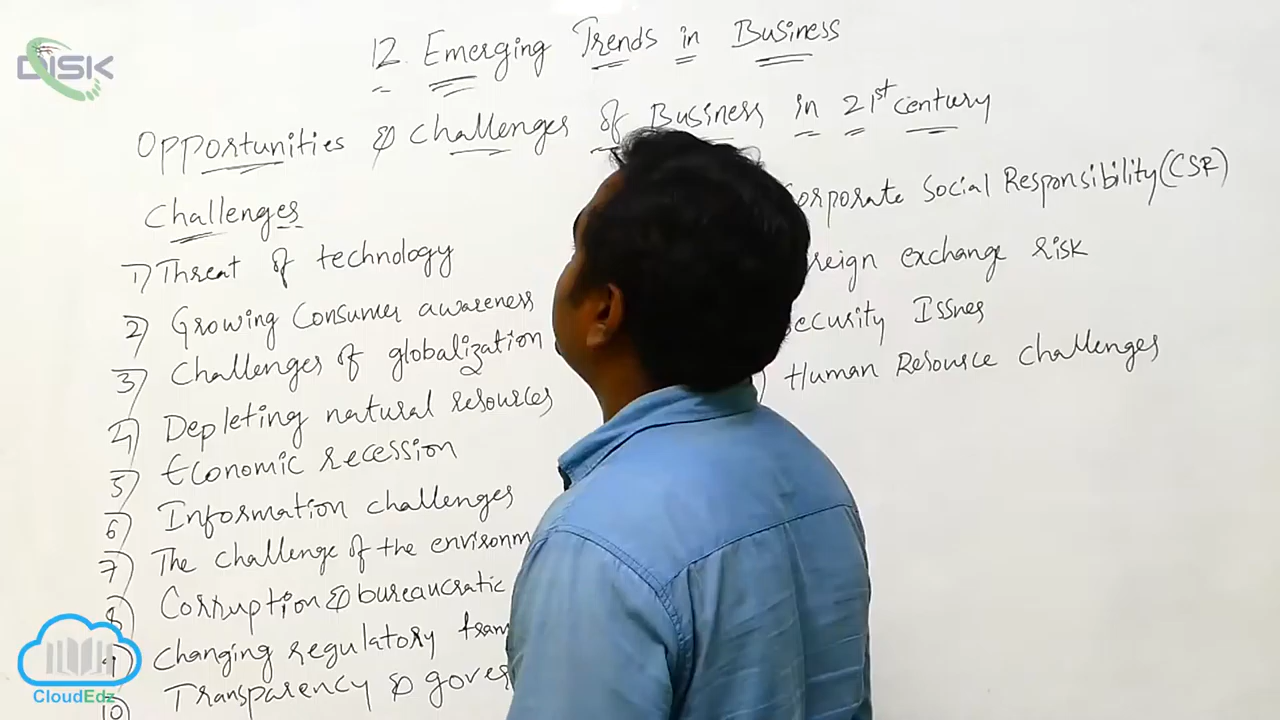 DISK
12. Emerging Trends in Business
Opportunities & Challenges of Business in 21st century
Challenges
1) Threat of technology
2) Growing Consumer awareness
3) Challenges of globalization
4) Depleting natural resources
5) Economic recession
6) Information challenges
7) The challenge of the environm
8) Corruption & bureaucratic
9) Changing regulatory fram
10) Transparency & gover
orporate Social Responsibility (CSR)
reign exchange risk
ecurity Issues
) Human Resource challenges
CloudEdz